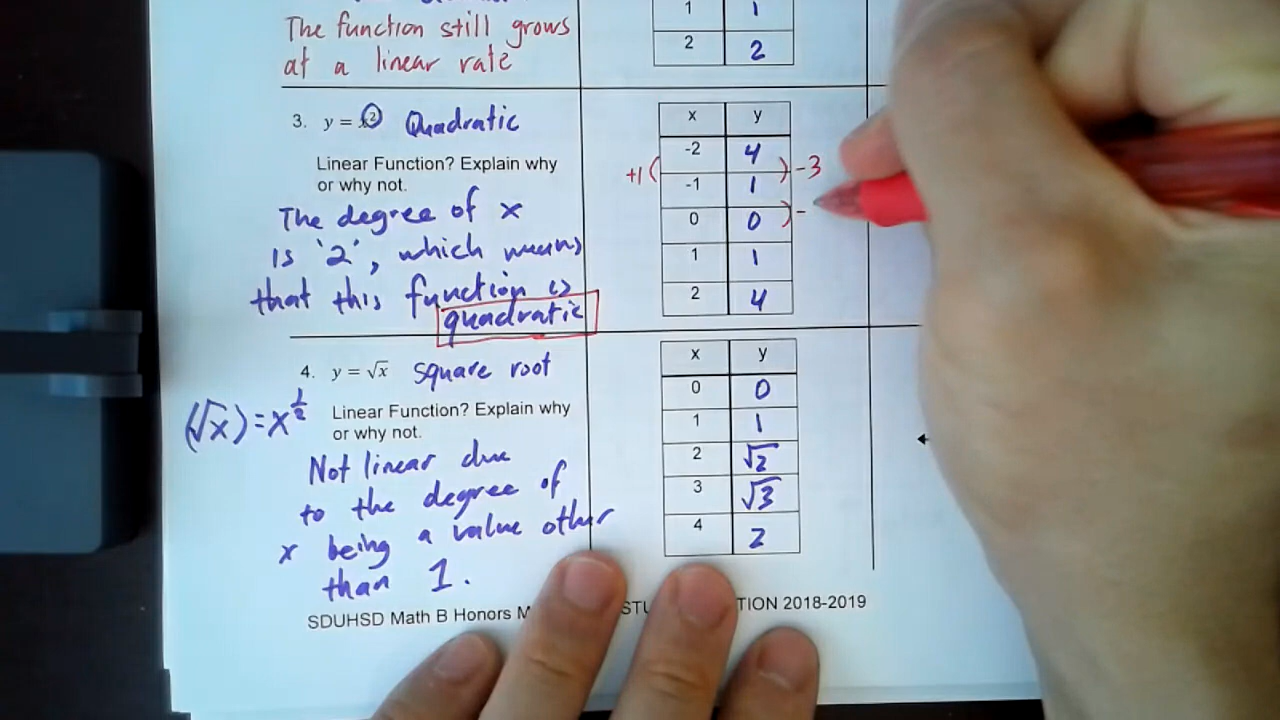 The function still grows
at a linear rate
1 1
2 2
3. y = x² Quadratic
Linear Function? Explain why
or why not.
The degree of x
is '2', which means
that this function is
quadratic
x y
-2 4
-1 1
0 0
1 1
2 4
+1
-3
-
4. y = √x square root
(√x) = x^1/2
Linear Function? Explain why
or why not.
Not linear due
to the degree of
x being a value other
than 1.
x y
0 0
1 1
2 √2
3 √3
4 2
SDUHSD Math B Honors M
TION 2018-2019